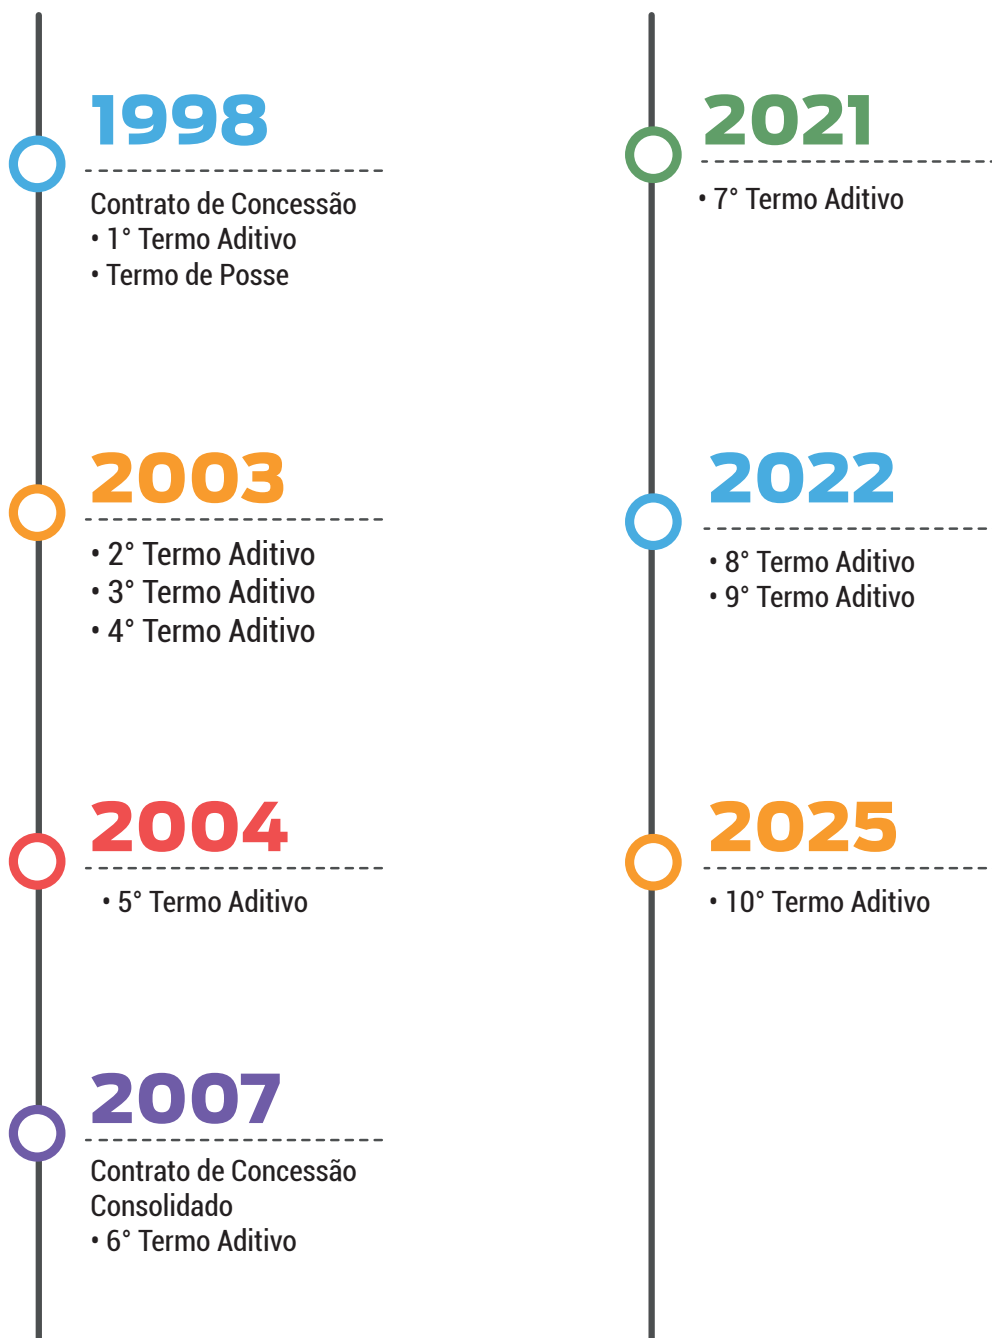 1998
Contrato de Concessão
• 1° Termo Aditivo
• Termo de Posse
2003
• 2° Termo Aditivo
• 3° Termo Aditivo
• 4° Termo Aditivo
2004
• 5° Termo Aditivo
2007
Contrato de Concessão
Consolidado
• 6° Termo Aditivo
2021
• 7° Termo Aditivo
2022
• 8° Termo Aditivo
• 9° Termo Aditivo
2025
• 10° Termo Aditivo